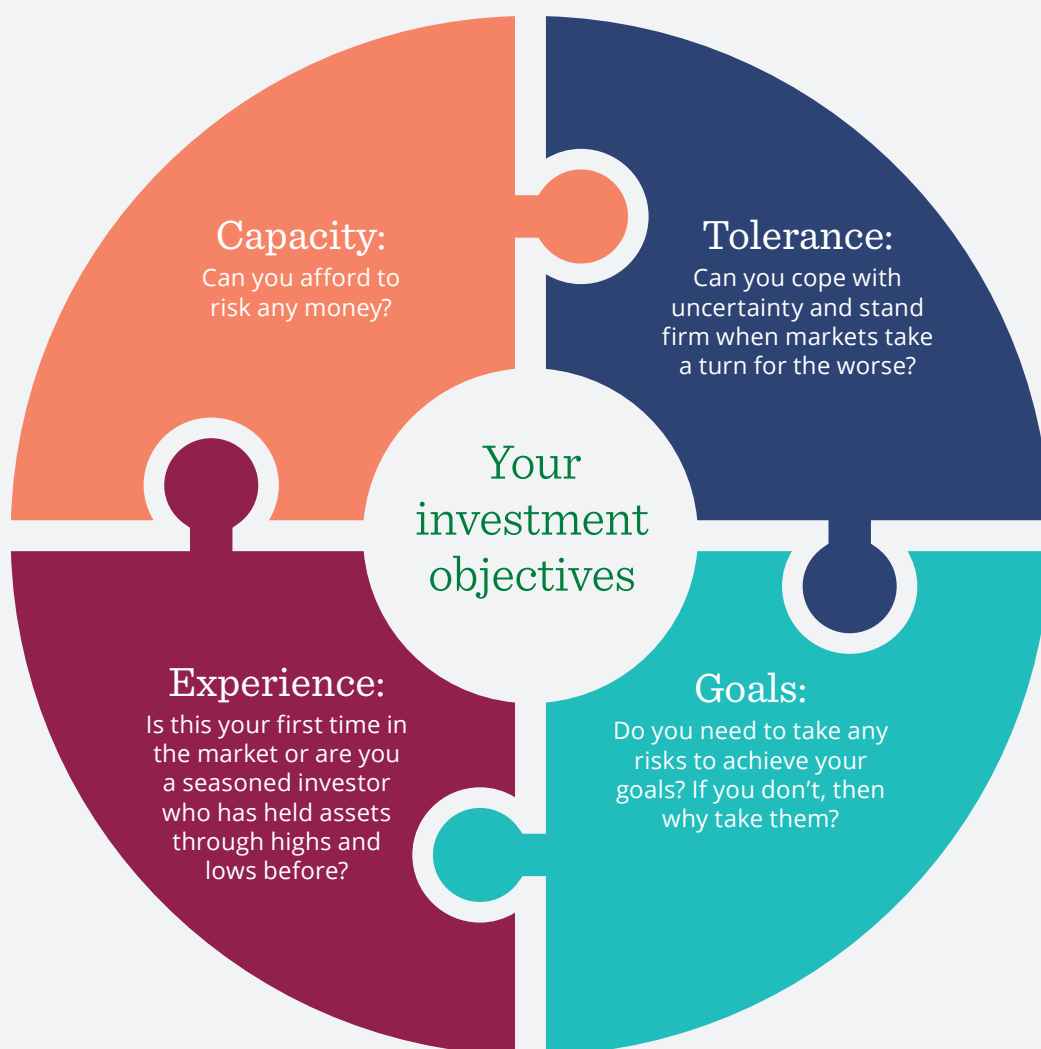 Capacity:
Can you afford to
risk any money?
Tolerance:
Can you cope with
uncertainty and stand
firm when markets take
a turn for the worse?
Your
investment
objectives
Experience:
Is this your first time in
the market or are you
a seasoned investor
who has held assets
through highs and
lows before?
Goals:
Do you need to take any
risks to achieve your
goals? If you don’t, then
why take them?